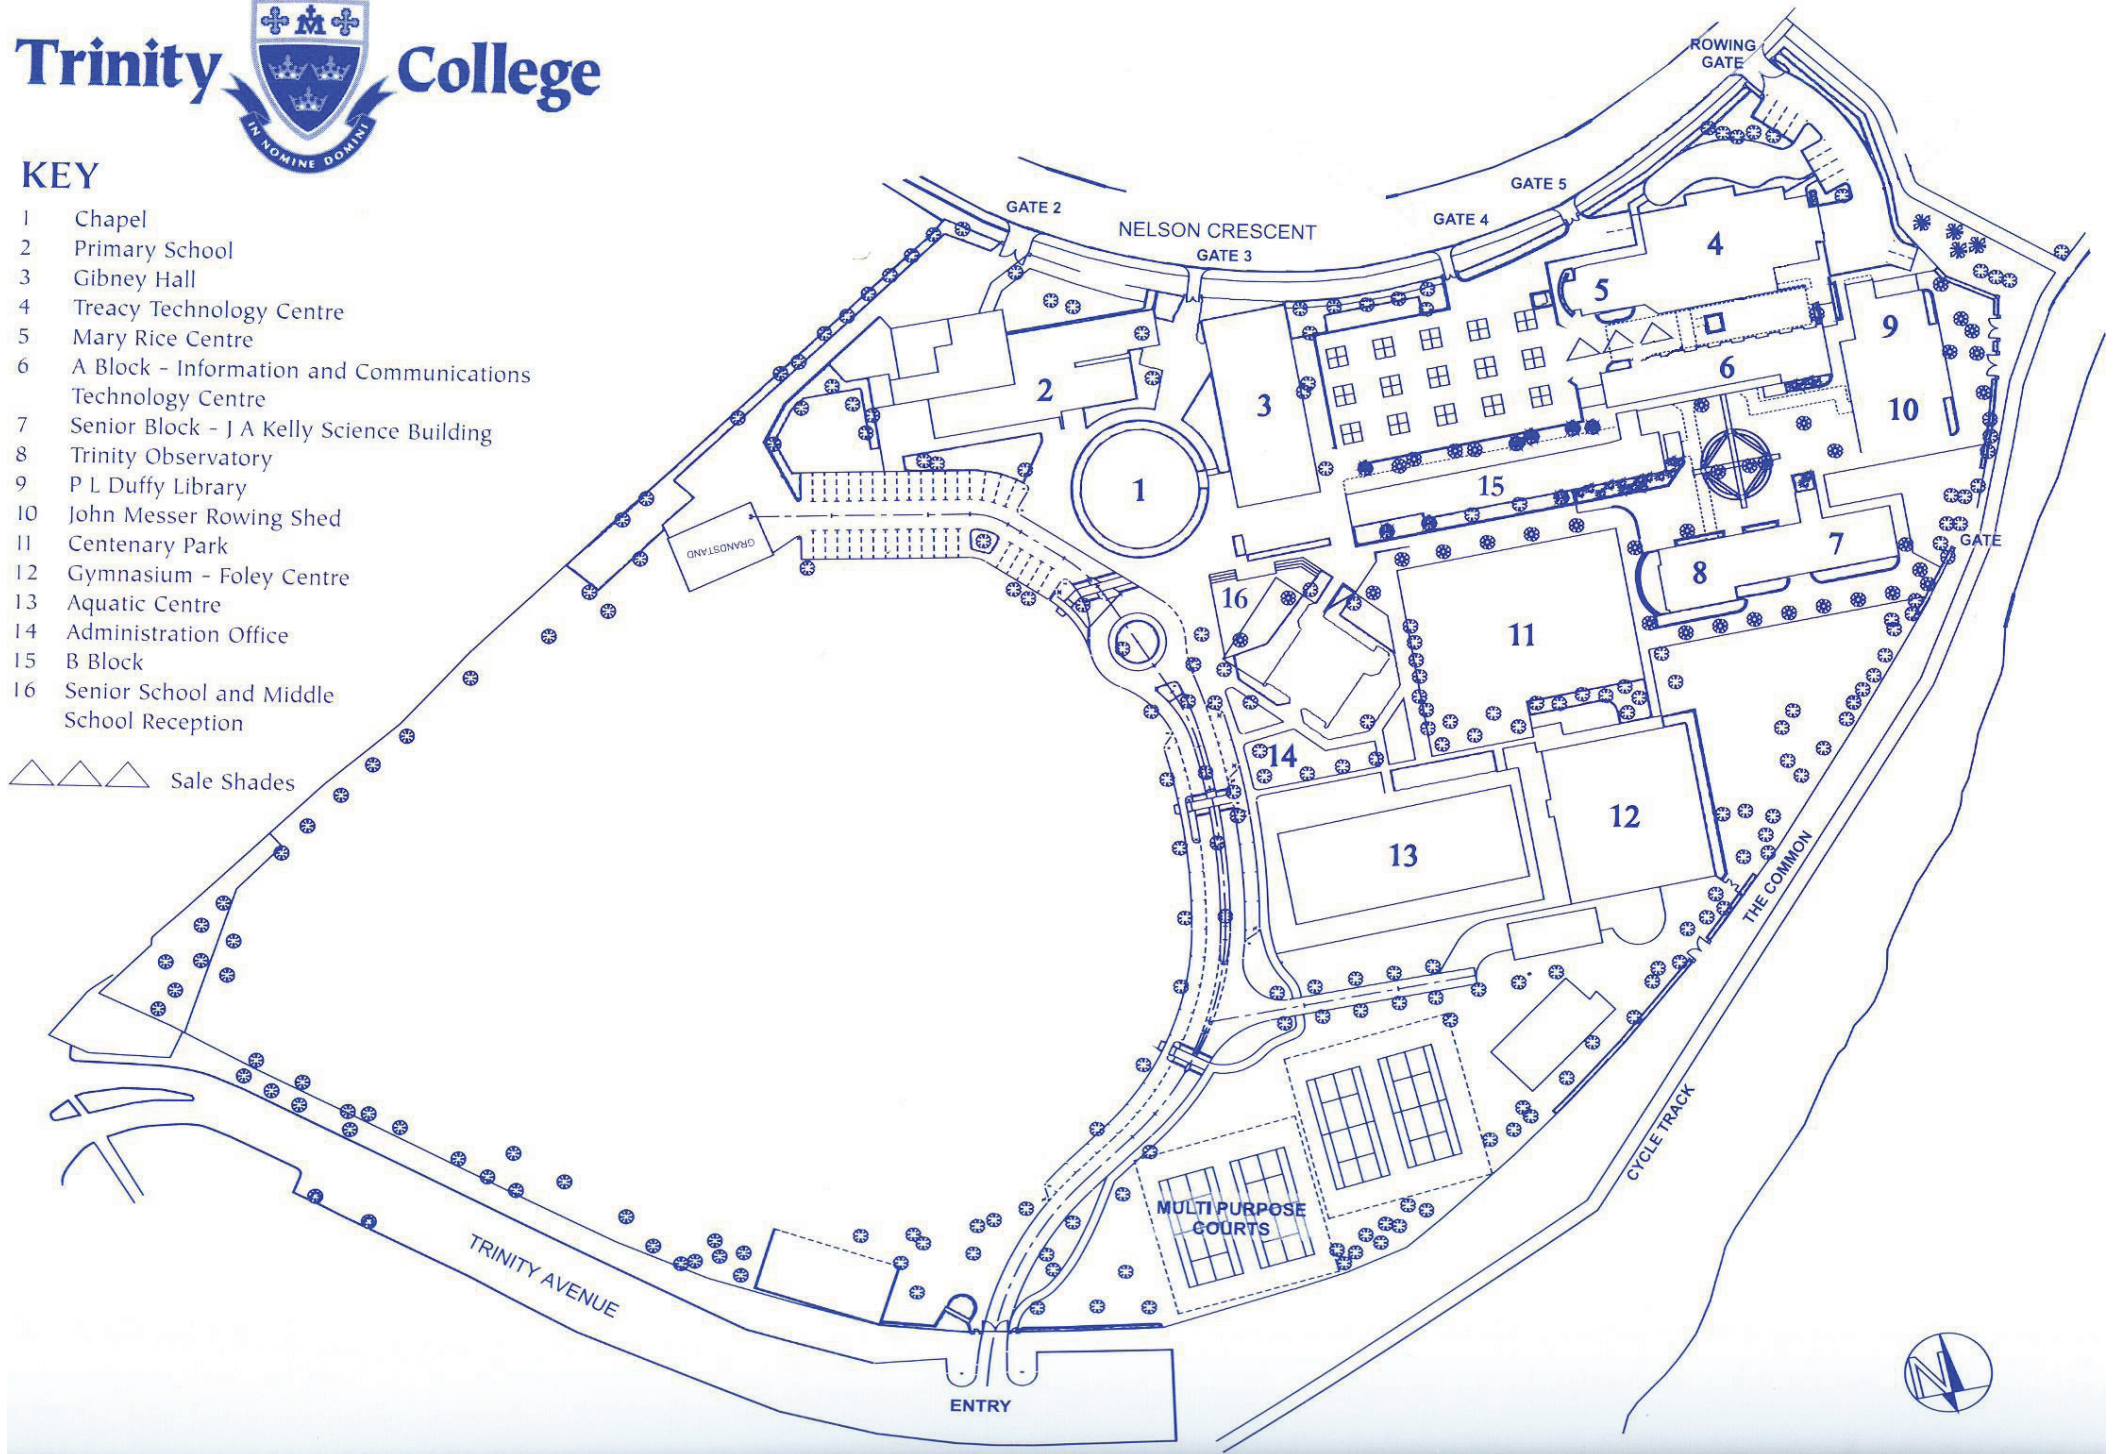 Trinity College
IN NOMINE DOMINI
KEY
1 Chapel
2 Primary School
3 Gibney Hall
4 Treacy Technology Centre
5 Mary Rice Centre
6 A Block - Information and Communications
Technology Centre
7 Senior Block - J A Kelly Science Building
8 Trinity Observatory
9 P L Duffy Library
10 John Messer Rowing Shed
11 Centenary Park
12 Gymnasium - Foley Centre
13 Aquatic Centre
14 Administration Office
15 B Block
16 Senior School and Middle
School Reception
Sale Shades
ROWING
GATE
GATE 2
NELSON CRESCENT
GATE 3
GATE 4
GATE 5
4
5
9
6
2
3
10
1
15
GRANDSTAND
7
GATE
8
16
11
14
12
13
THE COMMON
CYCLE TRACK
MULTI PURPOSE
COURTS
TRINITY AVENUE
ENTRY
N